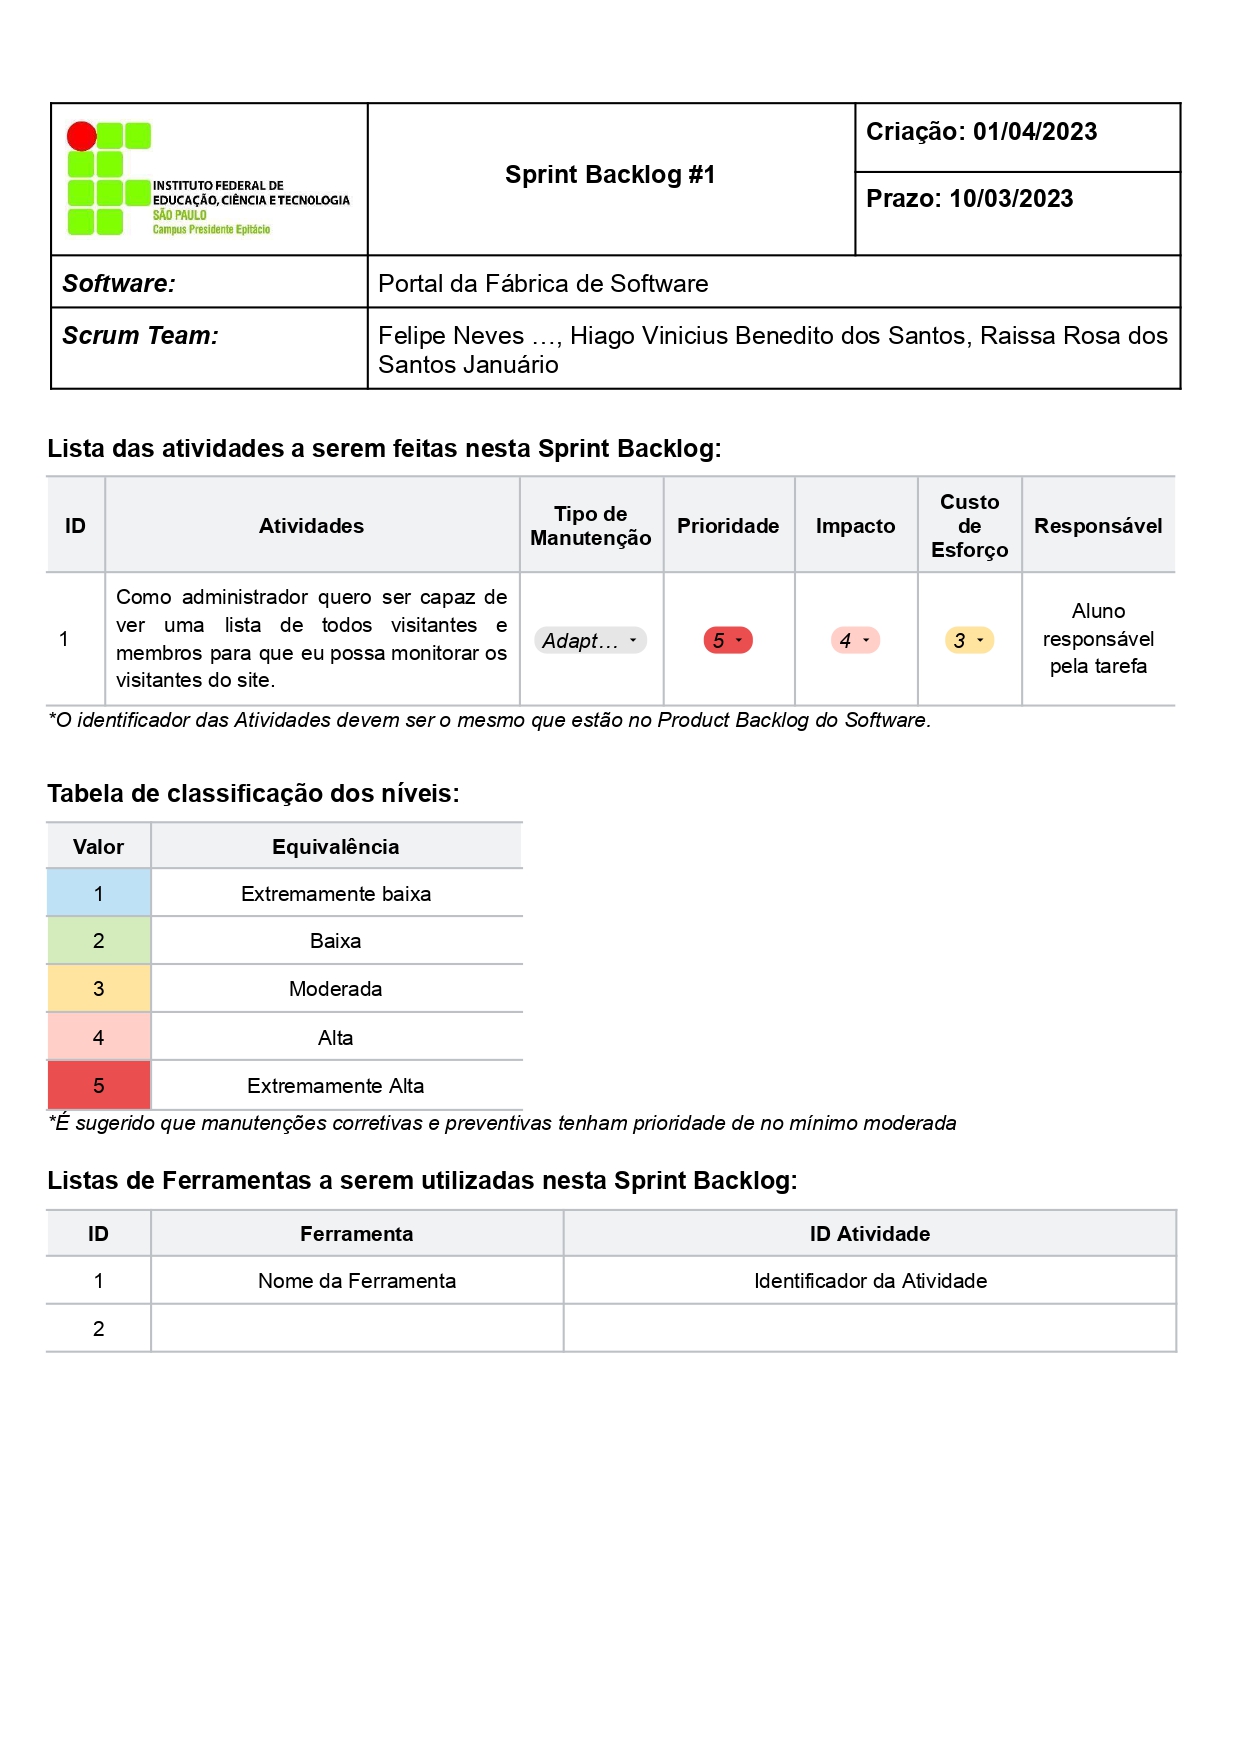 INSTITUTO FEDERAL DE
EDUCAÇÃO, CIÊNCIA E TECNOLOGIA
SÃO PAULO
Campus Presidente Epitácio
Sprint Backlog #1
Criação: 01/04/2023
Prazo: 10/03/2023
Software:
Portal da Fábrica de Software
Scrum Team:
Felipe Neves …, Hiago Vinicius Benedito dos Santos, Raissa Rosa dos
Santos Januário
Lista das atividades a serem feitas nesta Sprint Backlog:
ID
Atividades
Tipo de
Manutenção
Prioridade
Impacto
Custo
de
Esforço
Responsável
1
Como administrador quero ser capaz de
ver uma lista de todos visitantes e
membros para que eu possa monitorar os
visitantes do site.
Adapt…
5
4
3
Aluno
responsável
pela tarefa
*O identificador das Atividades devem ser o mesmo que estão no Product Backlog do Software.
Tabela de classificação dos níveis:
Valor Equivalência
1 Extremamente baixa
2 Baixa
3 Moderada
4 Alta
5 Extremamente Alta
*É sugerido que manutenções corretivas e preventivas tenham prioridade de no mínimo moderada
Listas de Ferramentas a serem utilizadas nesta Sprint Backlog:
ID Ferramenta ID Atividade
1 Nome da Ferramenta Identificador da Atividade
2